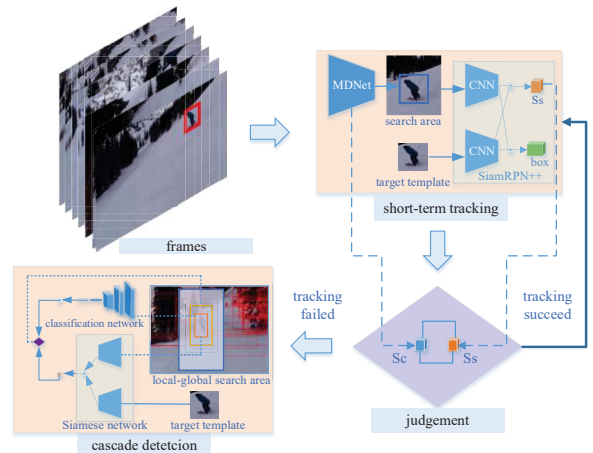 MDNet
CNN
Ss
search area
CNN
box
target template
SiamRPN++
short-term tracking
frames
tracking
failed
tracking
succeed
classification network
local-global search area
Sc
Ss
Siamese network
target template
judgement
cascade detetcion